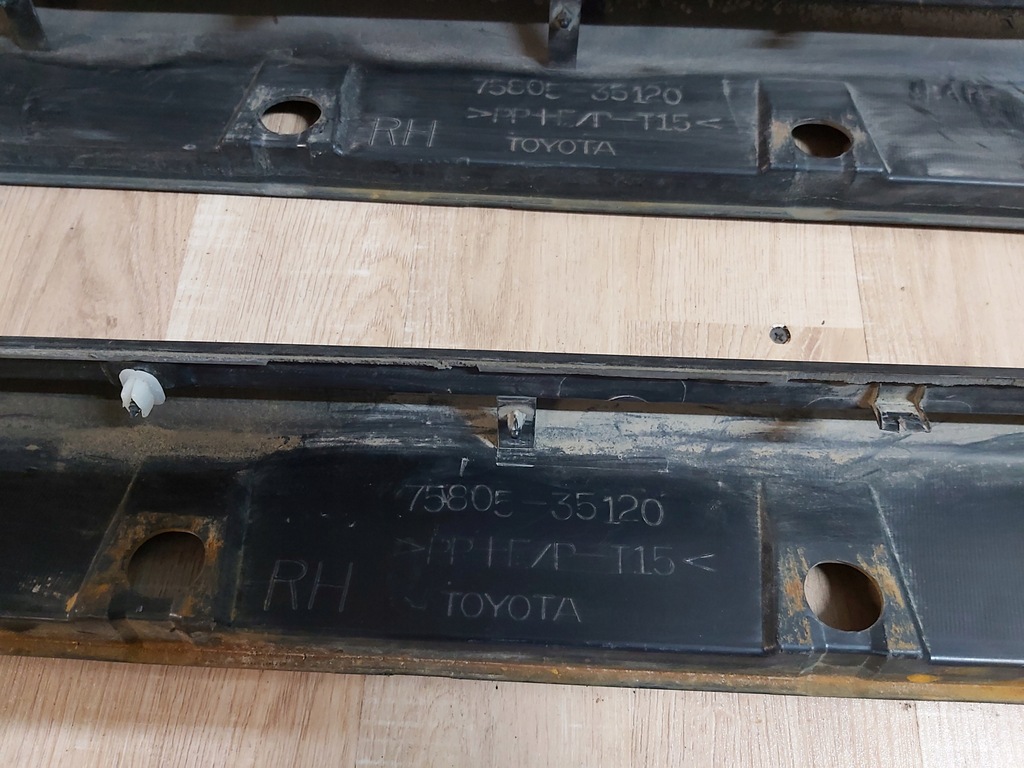 75805-35120
>PP+E/P-T15<
RH
TOYOTA
75805-35120
>PP+E/P-T15<
RH
TOYOTA